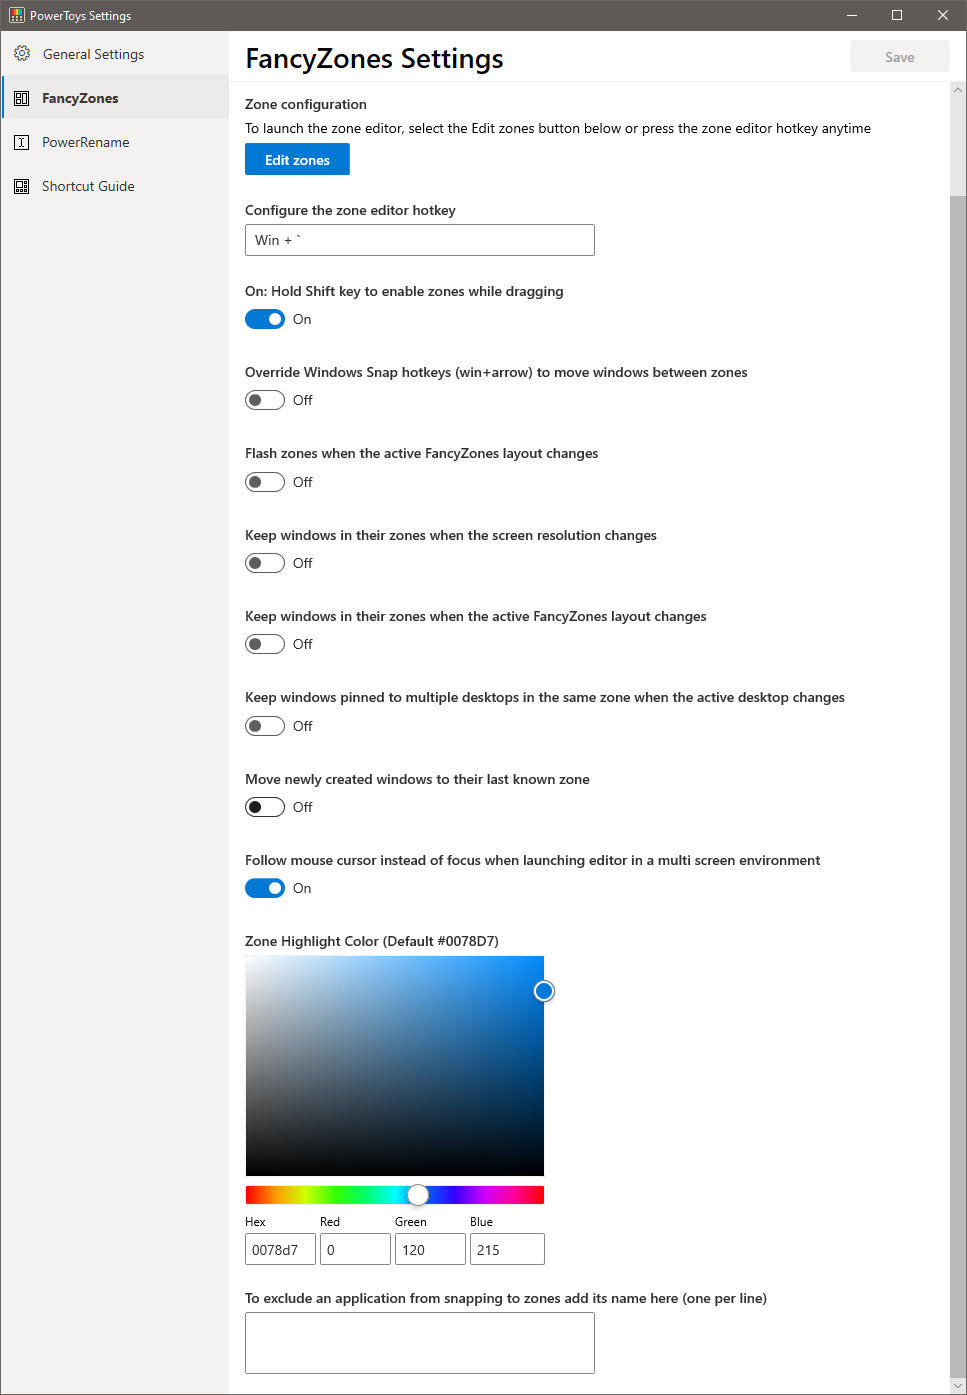 PowerToys Settings
General Settings
FancyZones
PowerRename
Shortcut Guide
FancyZones Settings
Save
Zone configuration
To launch the zone editor, select the Edit zones button below or press the zone editor hotkey anytime
Edit zones
Configure the zone editor hotkey
Win + `
On: Hold Shift key to enable zones while dragging
On
Override Windows Snap hotkeys (win+arrow) to move windows between zones
Off
Flash zones when the active FancyZones layout changes
Off
Keep windows in their zones when the screen resolution changes
Off
Keep windows in their zones when the active FancyZones layout changes
Off
Keep windows pinned to multiple desktops in the same zone when the active desktop changes
Off
Move newly created windows to their last known zone
Off
Follow mouse cursor instead of focus when launching editor in a multi screen environment
On
Zone Highlight Color (Default #0078D7)
Hex Red Green Blue
0078d7 0 120 215
To exclude an application from snapping to zones add its name here (one per line)